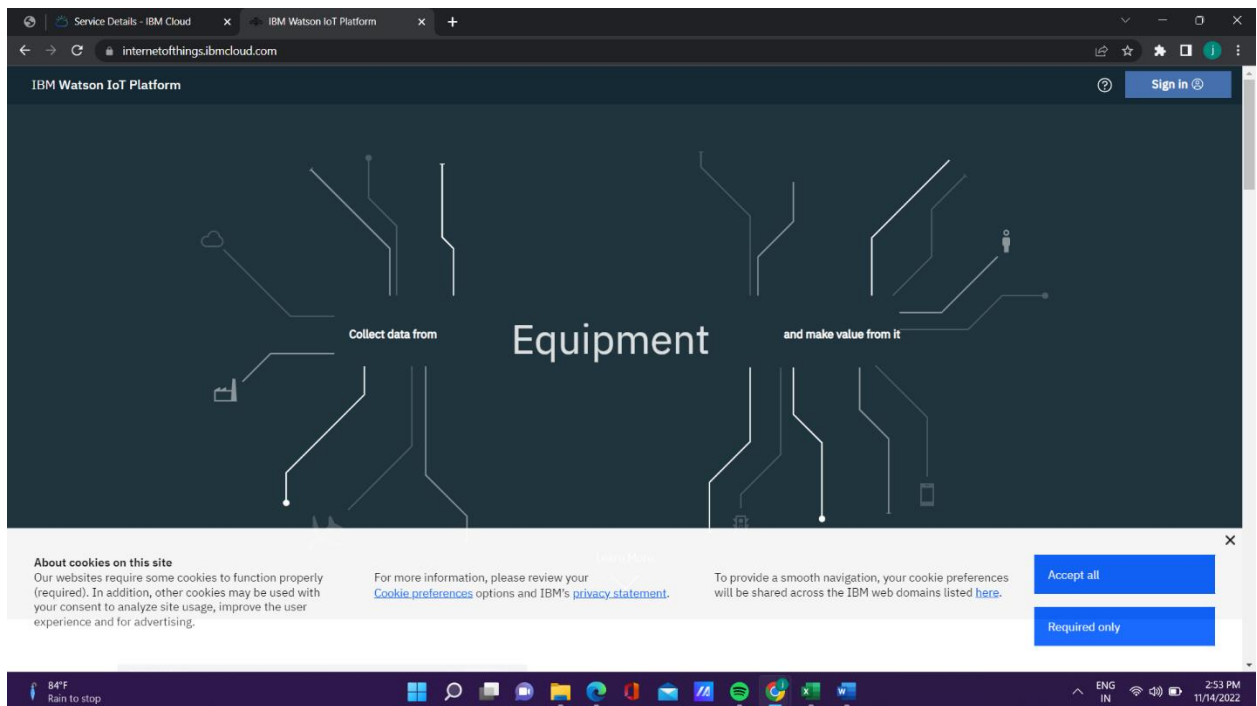 Service Details - IBM Cloud
IBM Watson IoT Platform
internetofthings.ibmcloud.com
j
IBM Watson IoT Platform
Sign in
Collect data from
Equipment
and make value from it
Learn More
About cookies on this site
Our websites require some cookies to function properly
(required). In addition, other cookies may be used with
your consent to analyze site usage, improve the user
experience and for advertising.
For more information, please review your
Cookie preferences options and IBM's privacy statement.
To provide a smooth navigation, your cookie preferences
will be shared across the IBM web domains listed here.
Accept all
Required only
84°F
Rain to stop
ENG
IN
2:53 PM
11/14/2022